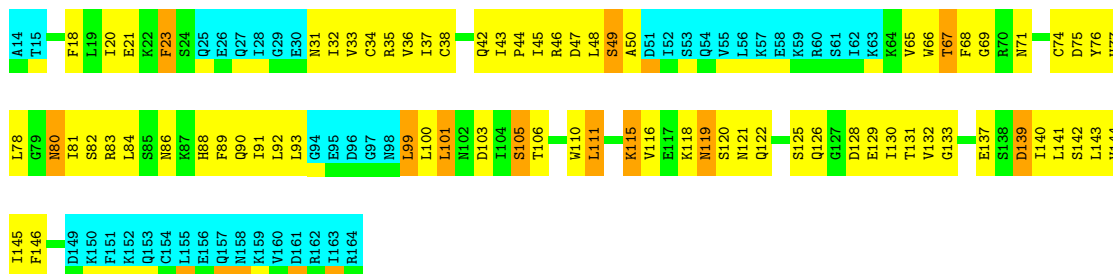 A14 T15 F18 L19 I20 E21 K22 F23 S24 Q25 E26 Q27 I28 G29 E30 N31 I32 V33 C34 R35 V36 I37 C38 Q42 I43 P44 I45 R46 D47 L48 S49 A50 D51 I52 S53 Q54 V55 L56 K57 E58 K59 R60 S61 I62 K63 K64 V65 W66 T67 F68 G69 R70 N71 C74 D75 Y76
L78 G79 N80 I81 S82 R83 L84 S85 N86 K87 H88 F89 Q90 I91 L92 L93 G94 E95 D96 G97 N98 L99 L100 L101 N102 D103 I104 S105 T106 W110 L111 K115 V116 E117 K118 N119 S120 N121 Q122 S125 Q126 G127 D128 E129 I130 T131 V132 G133 E137 S138 D139 I140 L141 S142 L143
I145 F146 D149 K150 F151 K152 Q153 C154 L155 E156 Q157 N158 K159 V160 D161 R162 I163 R164